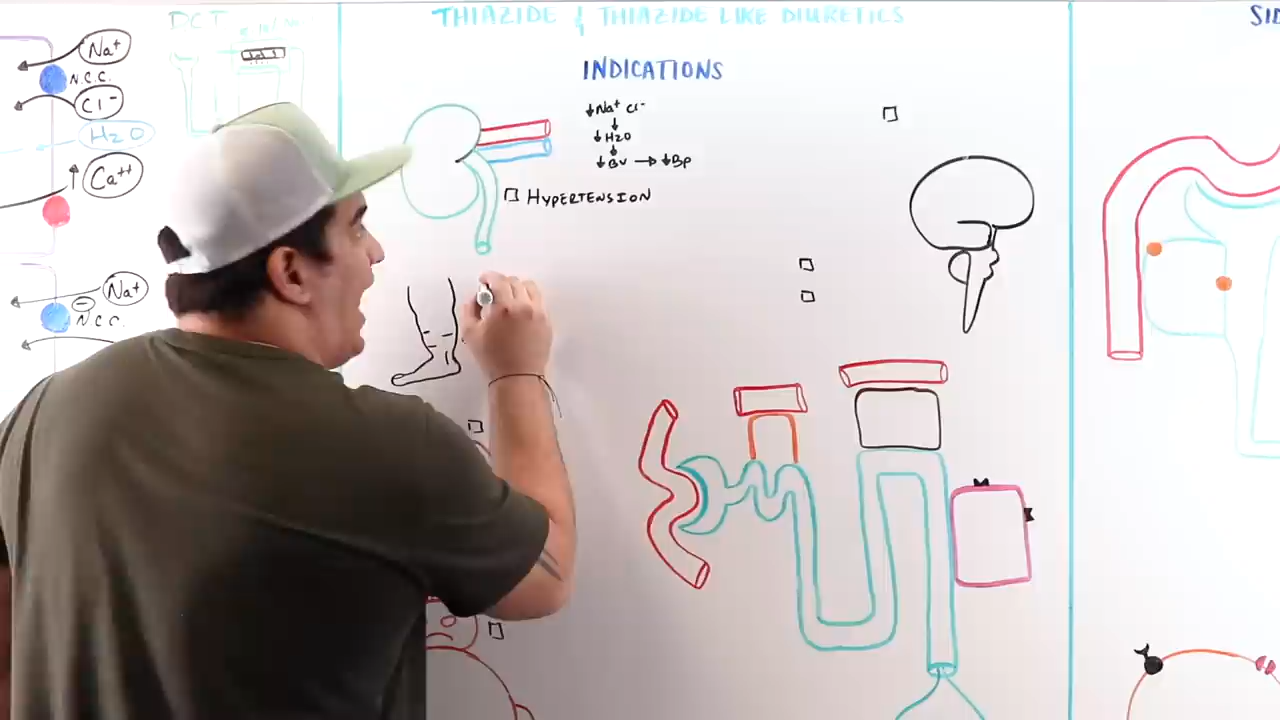 Na+
N.C.C.
Cl-
H2O
↑ Ca++
Na+
N.C.C.
DCT
THIAZIDE & THIAZIDE LIKE DIURETICS
INDICATIONS
↓Na+ Cl-
↓
↓H2O
↓
↓BV → ↓BP
□ HYPERTENSION